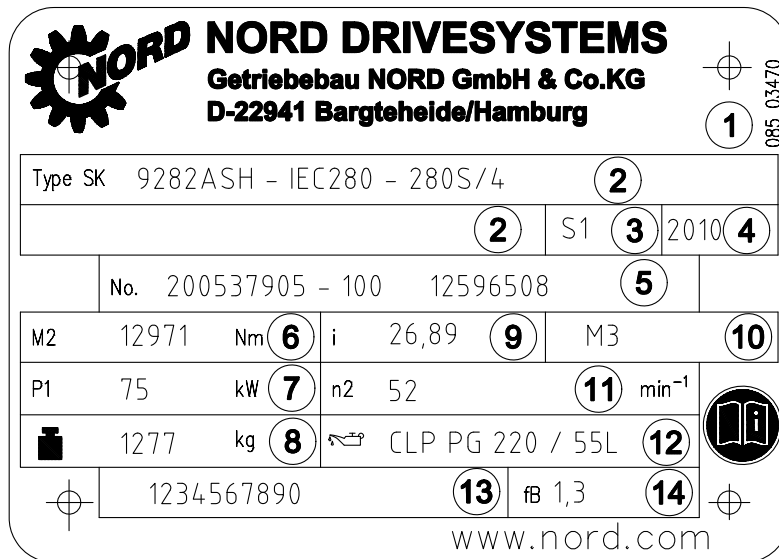 NORD NORD DRIVESYSTEMS
Getriebebau NORD GmbH & Co.KG
D-22941 Bargteheide/Hamburg
1 085 03470
Type SK 9282ASH - IEC280 - 280S/4 2
2 S1 3 2010 4
No. 200537905 - 100 12596508 5
M2 12971 Nm 6 i 26,89 9 M3 10
P1 75 kW 7 n2 52 11 min⁻¹
1277 kg 8 CLP PG 220 / 55L 12
1234567890 13 fB 1,3 14
www.nord.com